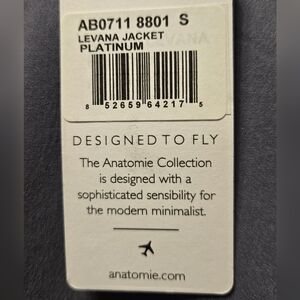 AB0711 8801 S
LEVANA JACKET
PLATINUM
8 52659 64217 5
DESIGNED TO FLY
The Anatomie Collection
is designed with a
sophisticated sensibility for
the modern minimalist.
anatomie.com